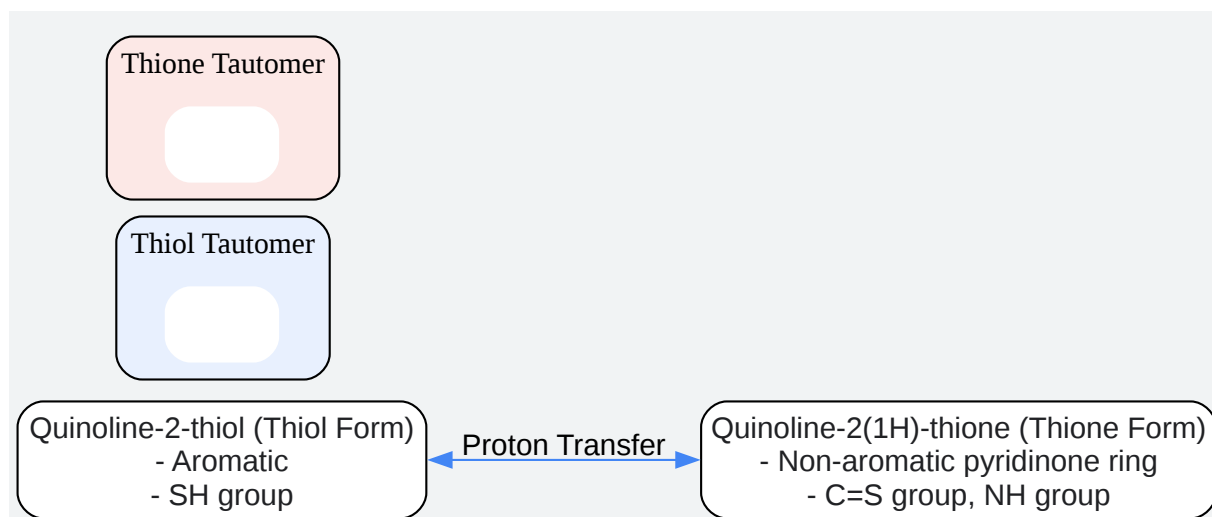 Thione Tautomer
Thiol Tautomer
Quinoline-2-thiol (Thiol Form)
- Aromatic
- SH group
Proton Transfer
Quinoline-2(1H)-thione (Thione Form)
- Non-aromatic pyridinone ring
- C=S group, NH group